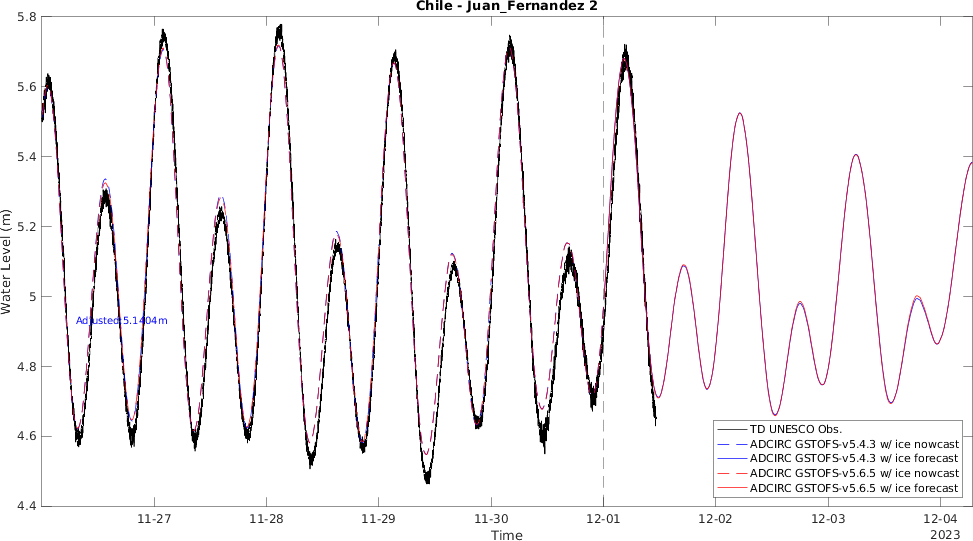 Chile - Juan_Fernandez 2
5.8
5.6
5.4
5.2
5
4.8
4.6
4.4
Water Level (m)
Adjusted:5.1404m
TD UNESCO Obs.
ADCIRC GSTOFS-v5.4.3 w/ ice nowcast
ADCIRC GSTOFS-v5.4.3 w/ ice forecast
ADCIRC GSTOFS-v5.6.5 w/ ice nowcast
ADCIRC GSTOFS-v5.6.5 w/ ice forecast
11-27 11-28 11-29 11-30 12-01 12-02 12-03 12-04
Time
2023